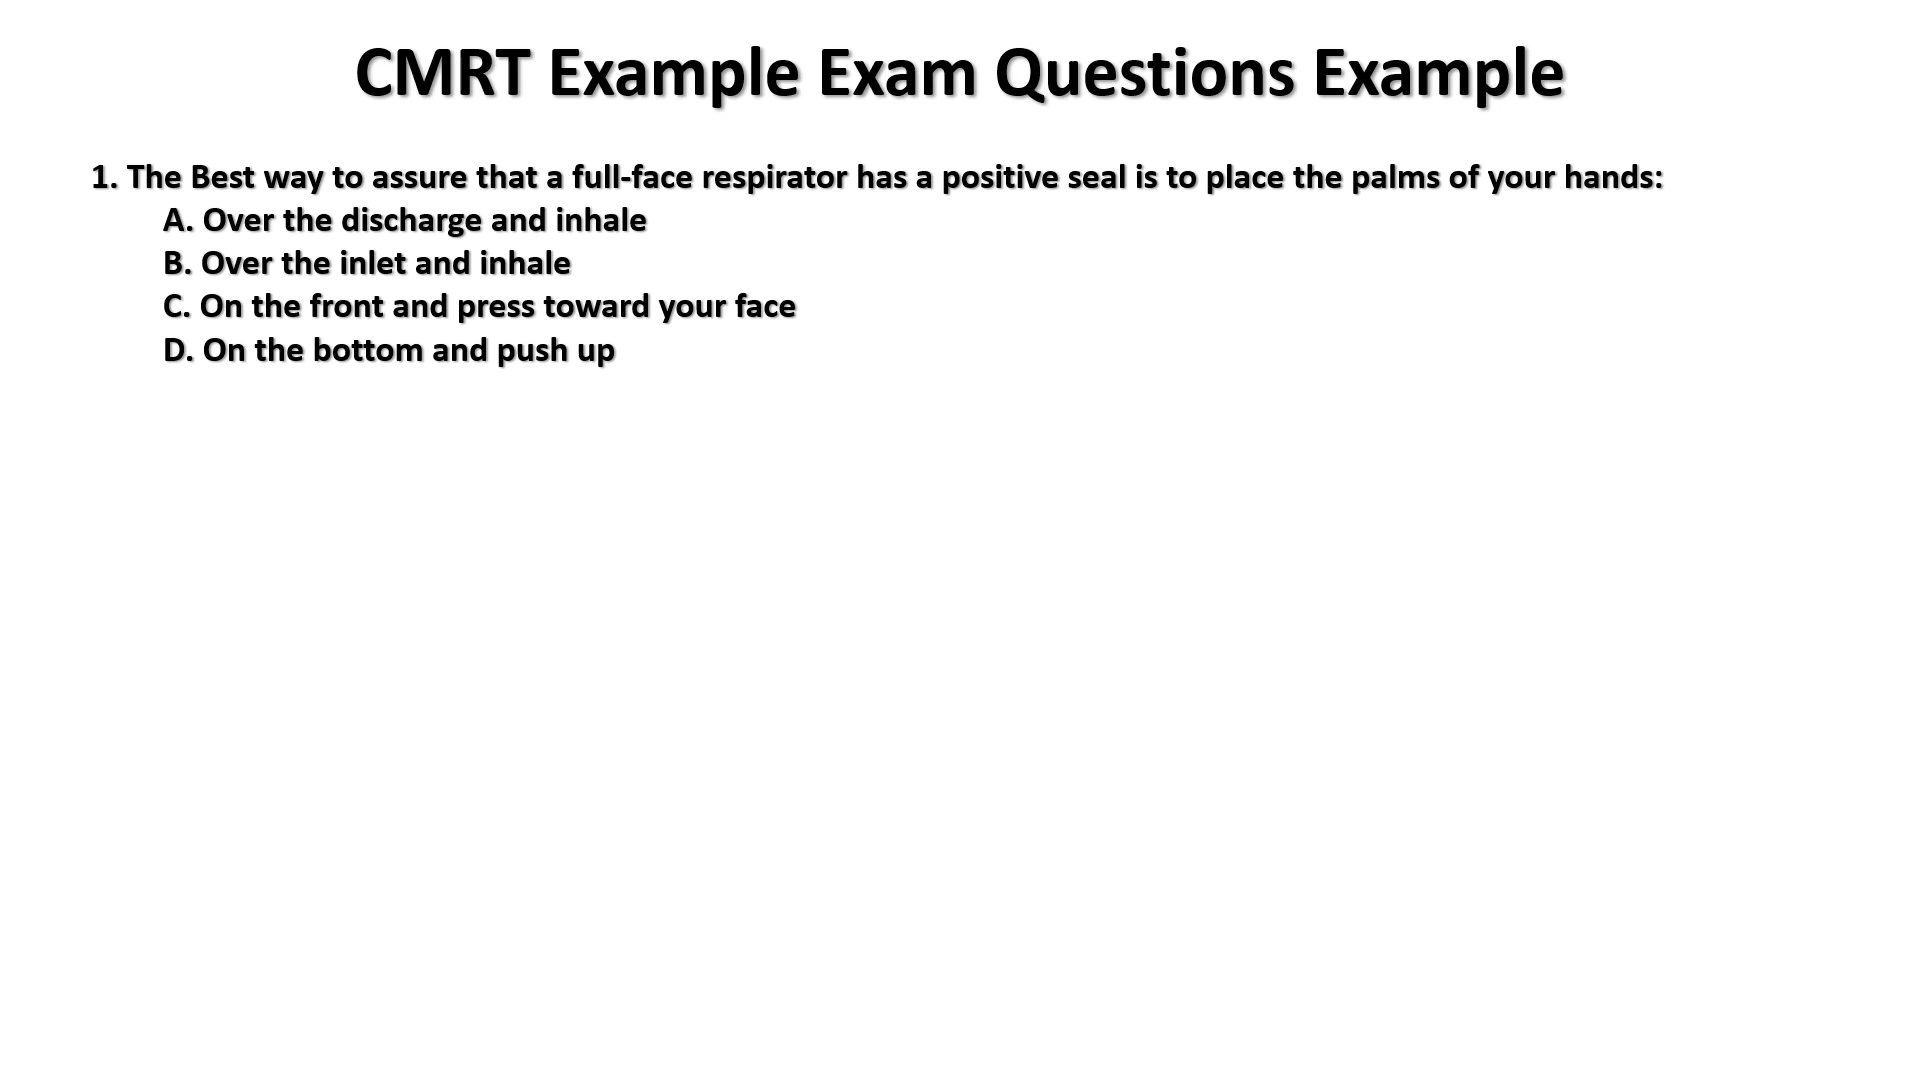 CMRT Example Exam Questions Example
1. The Best way to assure that a full-face respirator has a positive seal is to place the palms of your hands:
A. Over the discharge and inhale
B. Over the inlet and inhale
C. On the front and press toward your face
D. On the bottom and push up